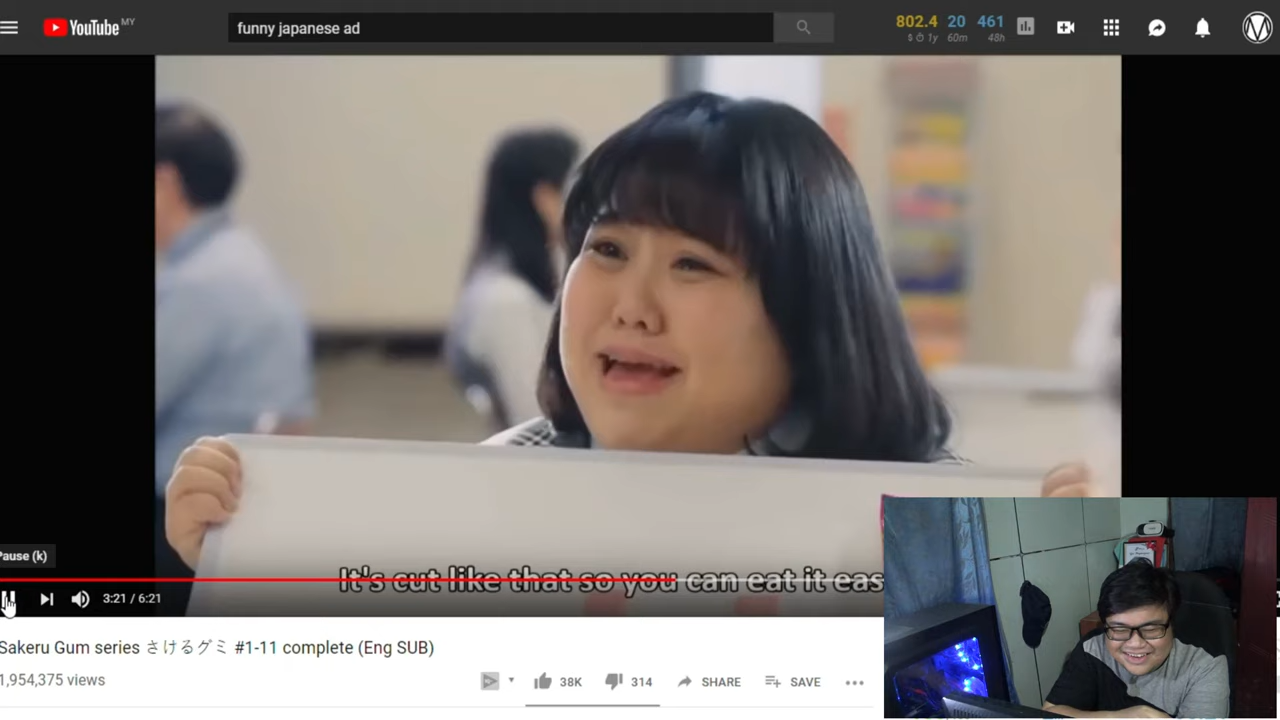 YouTube MY
funny japanese ad
802.4 20 461
$ 1y 60m 48h
Pause (k)
It's cut like that so you can eat it eas
3:21 / 6:21
Sakeru Gum series さけるグミ #1-11 complete (Eng SUB)
1,954,375 views
38K 314 SHARE SAVE